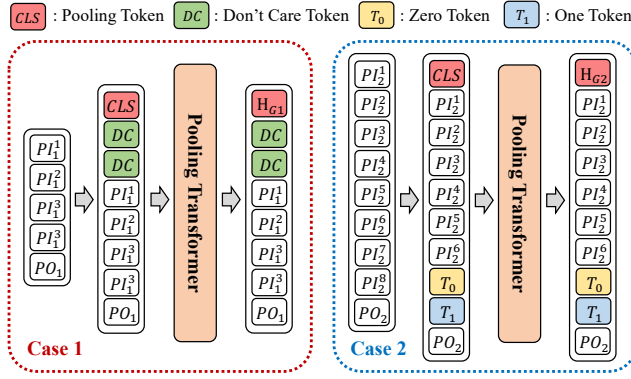 CLS : Pooling Token DC : Don't Care Token T₀ : Zero Token T₁ : One Token
PI₁¹
PI₁²
PI₁³
PI₁³
PO₁
CLS
DC
DC
PI₁¹
PI₁²
PI₁³
PI₁³
PO₁
Pooling Transformer
H_G1
DC
DC
PI₁¹
PI₁²
PI₁³
PI₁³
PO₁
Case 1
PI₂¹
PI₂²
PI₂³
PI₂⁴
PI₂⁵
PI₂⁶
PI₂⁷
PI₂⁸
PO₂
CLS
PI₂¹
PI₂²
PI₂³
PI₂⁴
PI₂⁵
PI₂⁶
T₀
T₁
PO₂
Pooling Transformer
H_G2
PI₂¹
PI₂²
PI₂³
PI₂⁴
PI₂⁵
PI₂⁶
T₀
T₁
PO₂
Case 2